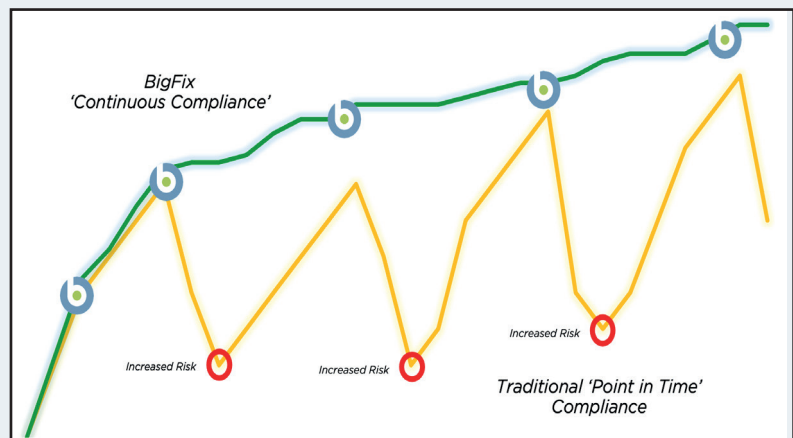 BigFix
'Continuous Compliance'
Increased Risk
Increased Risk
Increased Risk
Traditional 'Point in Time'
Compliance